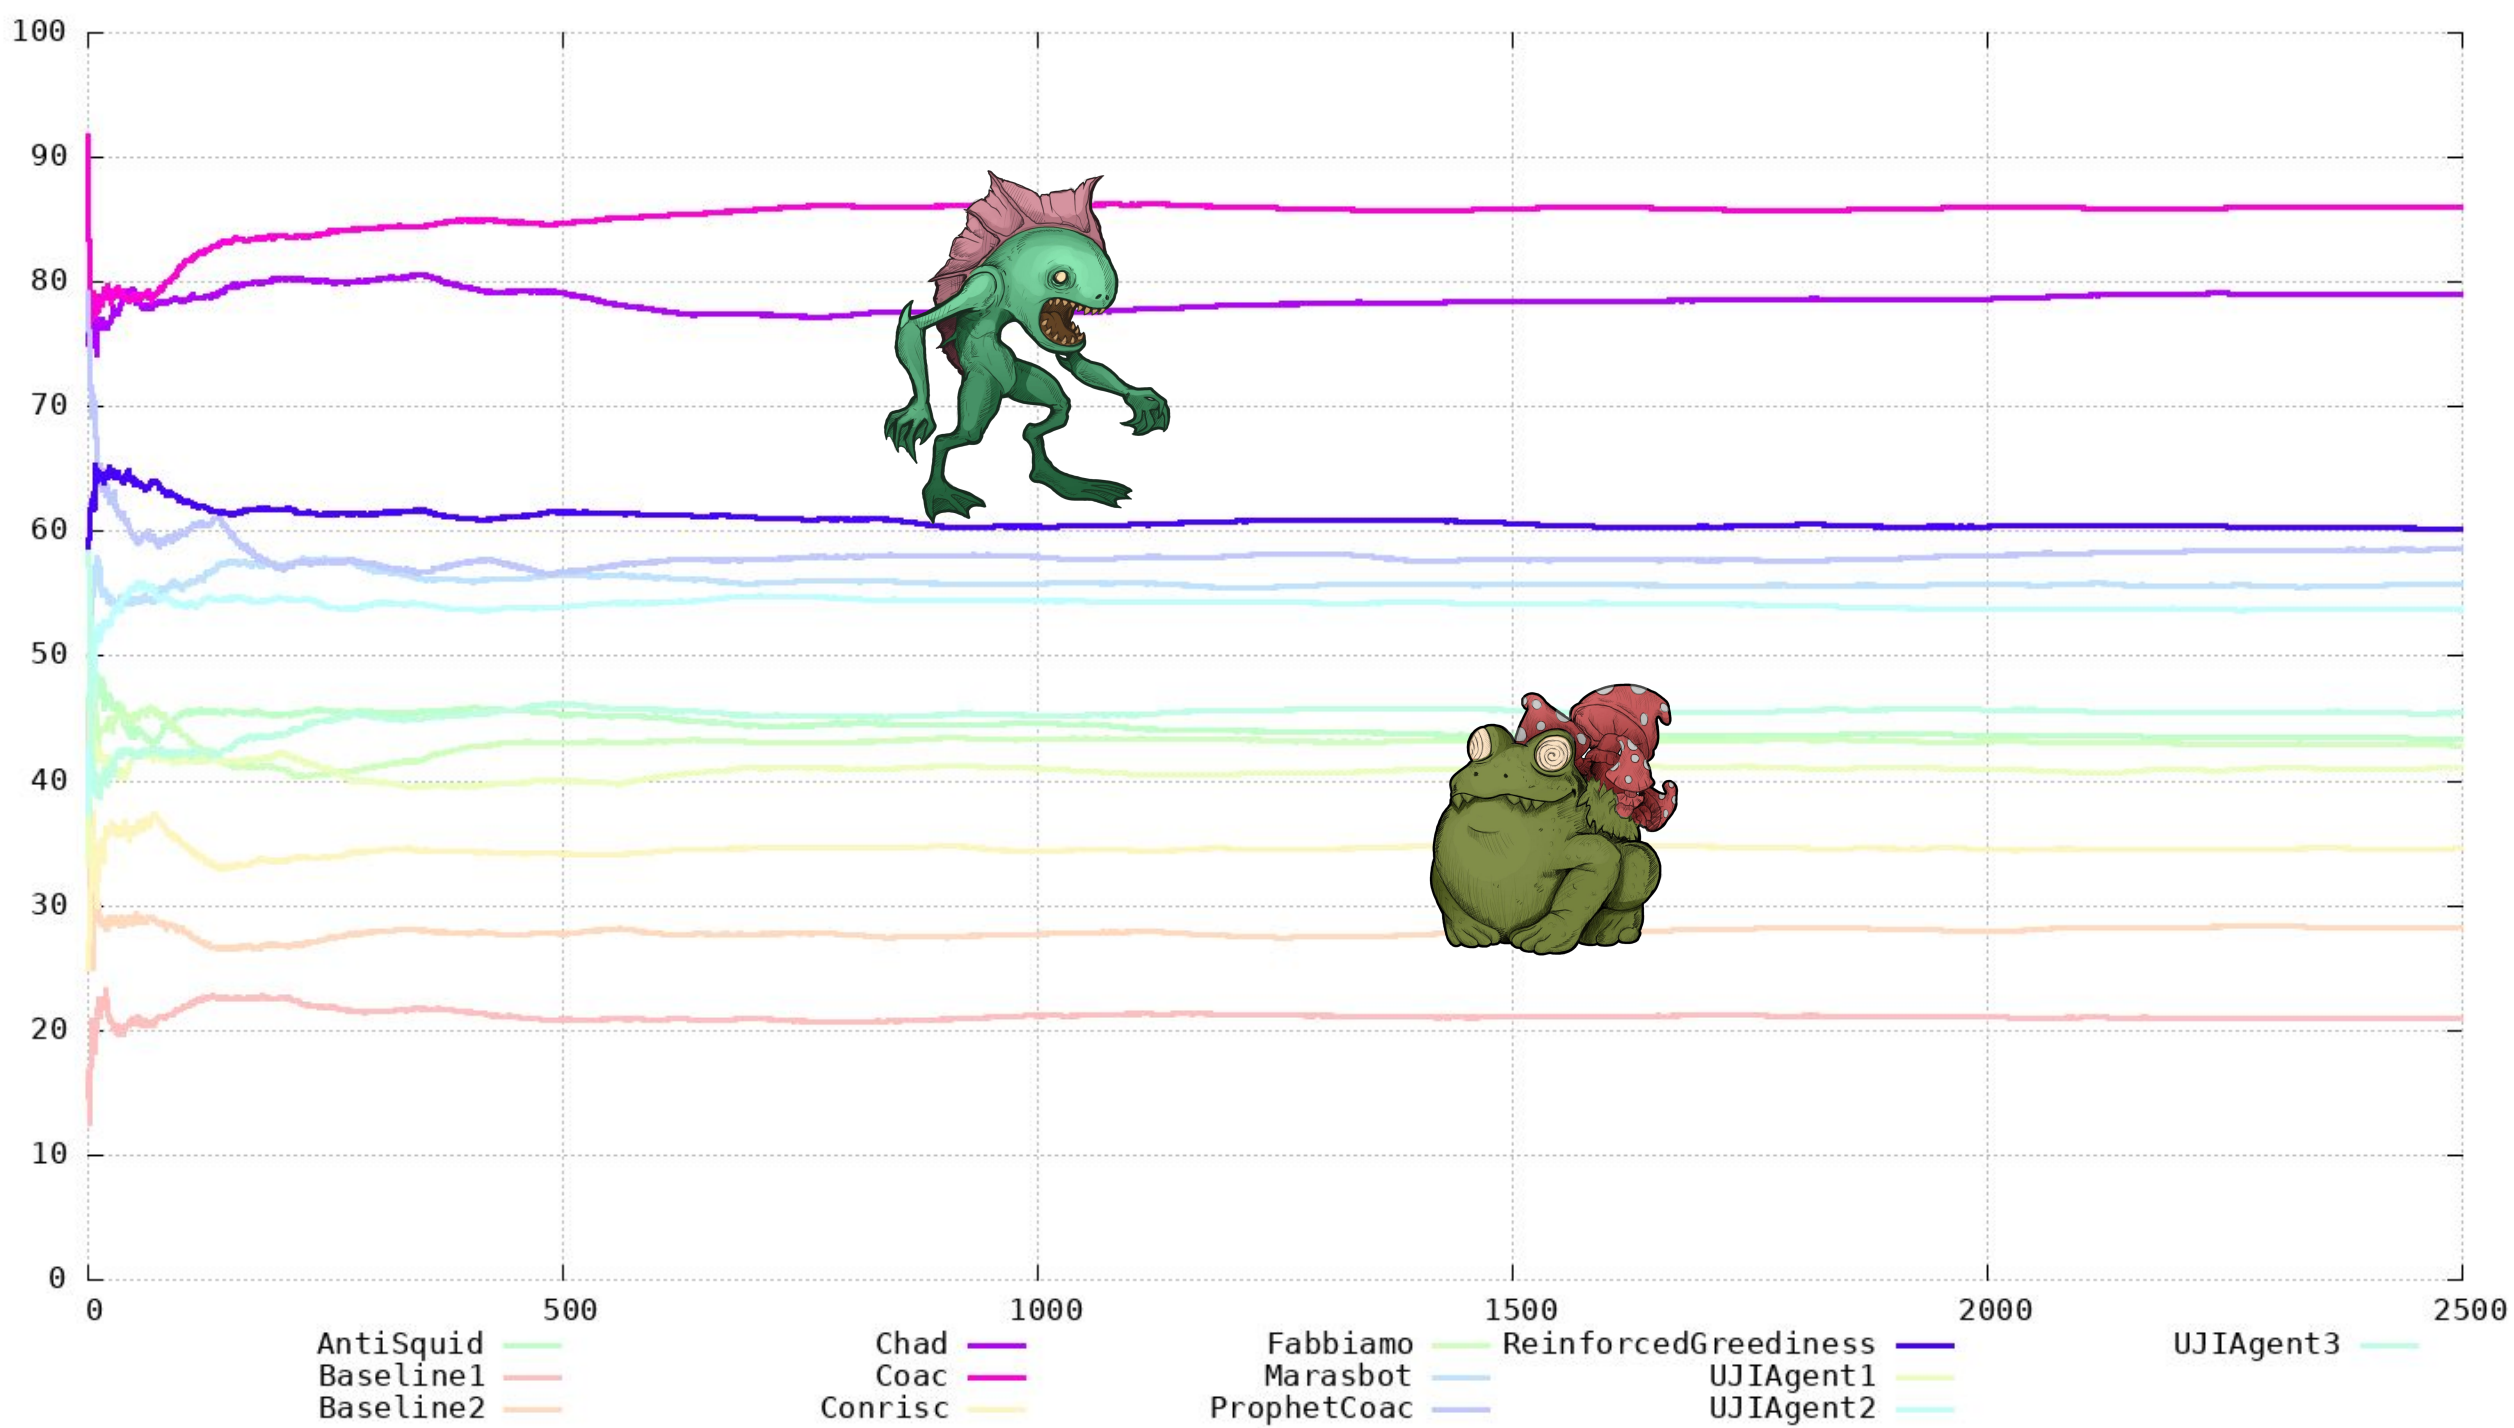 100
90
80
70
60
50
40
30
20
10
0
0 500 1000 1500 2000 2500
AntiSquid Chad Fabbiamo ReinforcedGreediness UJIAgent3
Baseline1 Coac Marasbot UJIAgent1
Baseline2 Conrisc ProphetCoac UJIAgent2